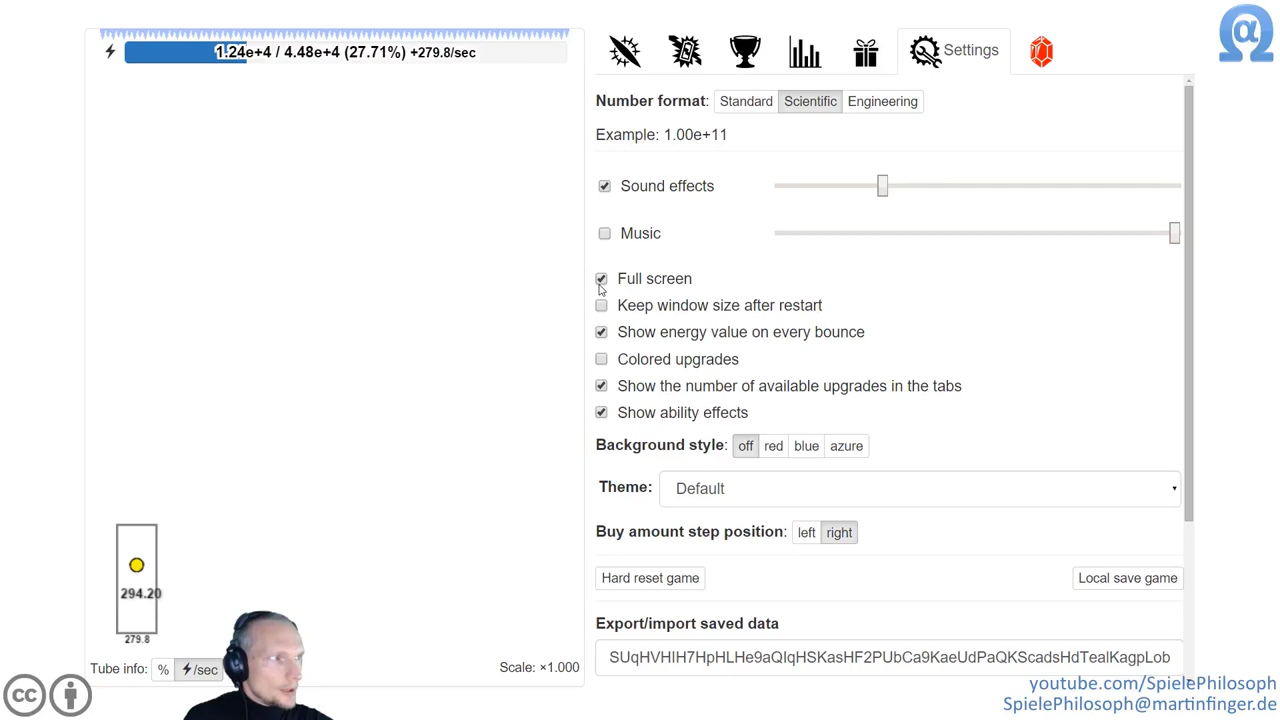 1.24e+4 / 4.48e+4 (27.71%) +279.8/sec
Settings
Number format: Standard Scientific Engineering
Example: 1.00e+11
Sound effects
Music
Full screen
Keep window size after restart
Show energy value on every bounce
Colored upgrades
Show the number of available upgrades in the tabs
Show ability effects
Background style: off red blue azure
Theme: Default
Buy amount step position: left right
Hard reset game Local save game
Export/import saved data
SUqHVHIH7HpHLHe9aQIqHSKasHF2PUbCa9KaeUdPaQKScadsHdTealKagpLob
294.20
279.8
Tube info: % /sec
Scale: ×1.000
cc
youtube.com/SpielePhilosoph
SpielePhilosoph@martinfinger.de